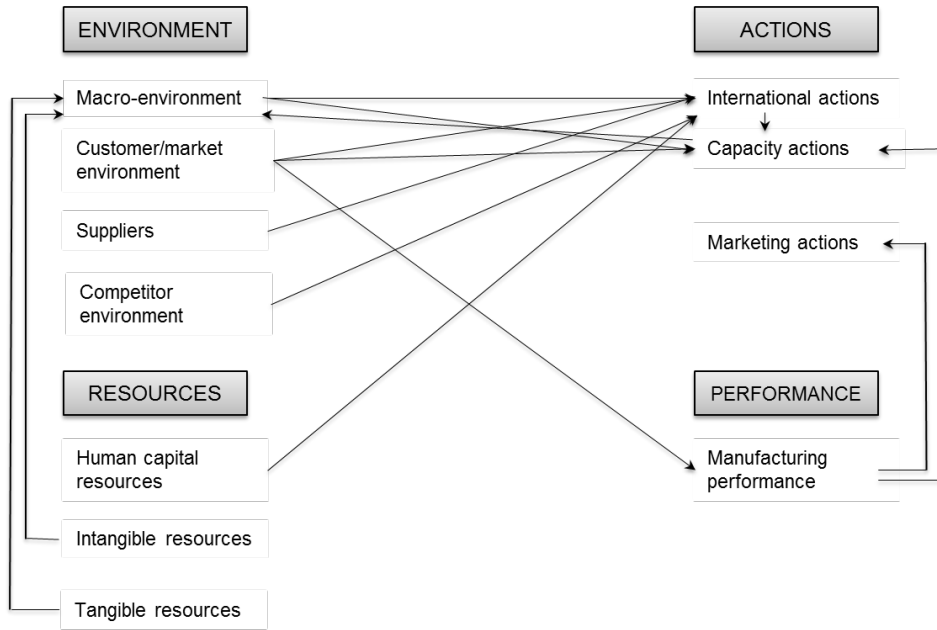 ENVIRONMENT
Macro-environment
Customer/market
environment
Suppliers
Competitor
environment
RESOURCES
Human capital
resources
Intangible resources
Tangible resources
ACTIONS
International actions
Capacity actions
Marketing actions
PERFORMANCE
Manufacturing
performance